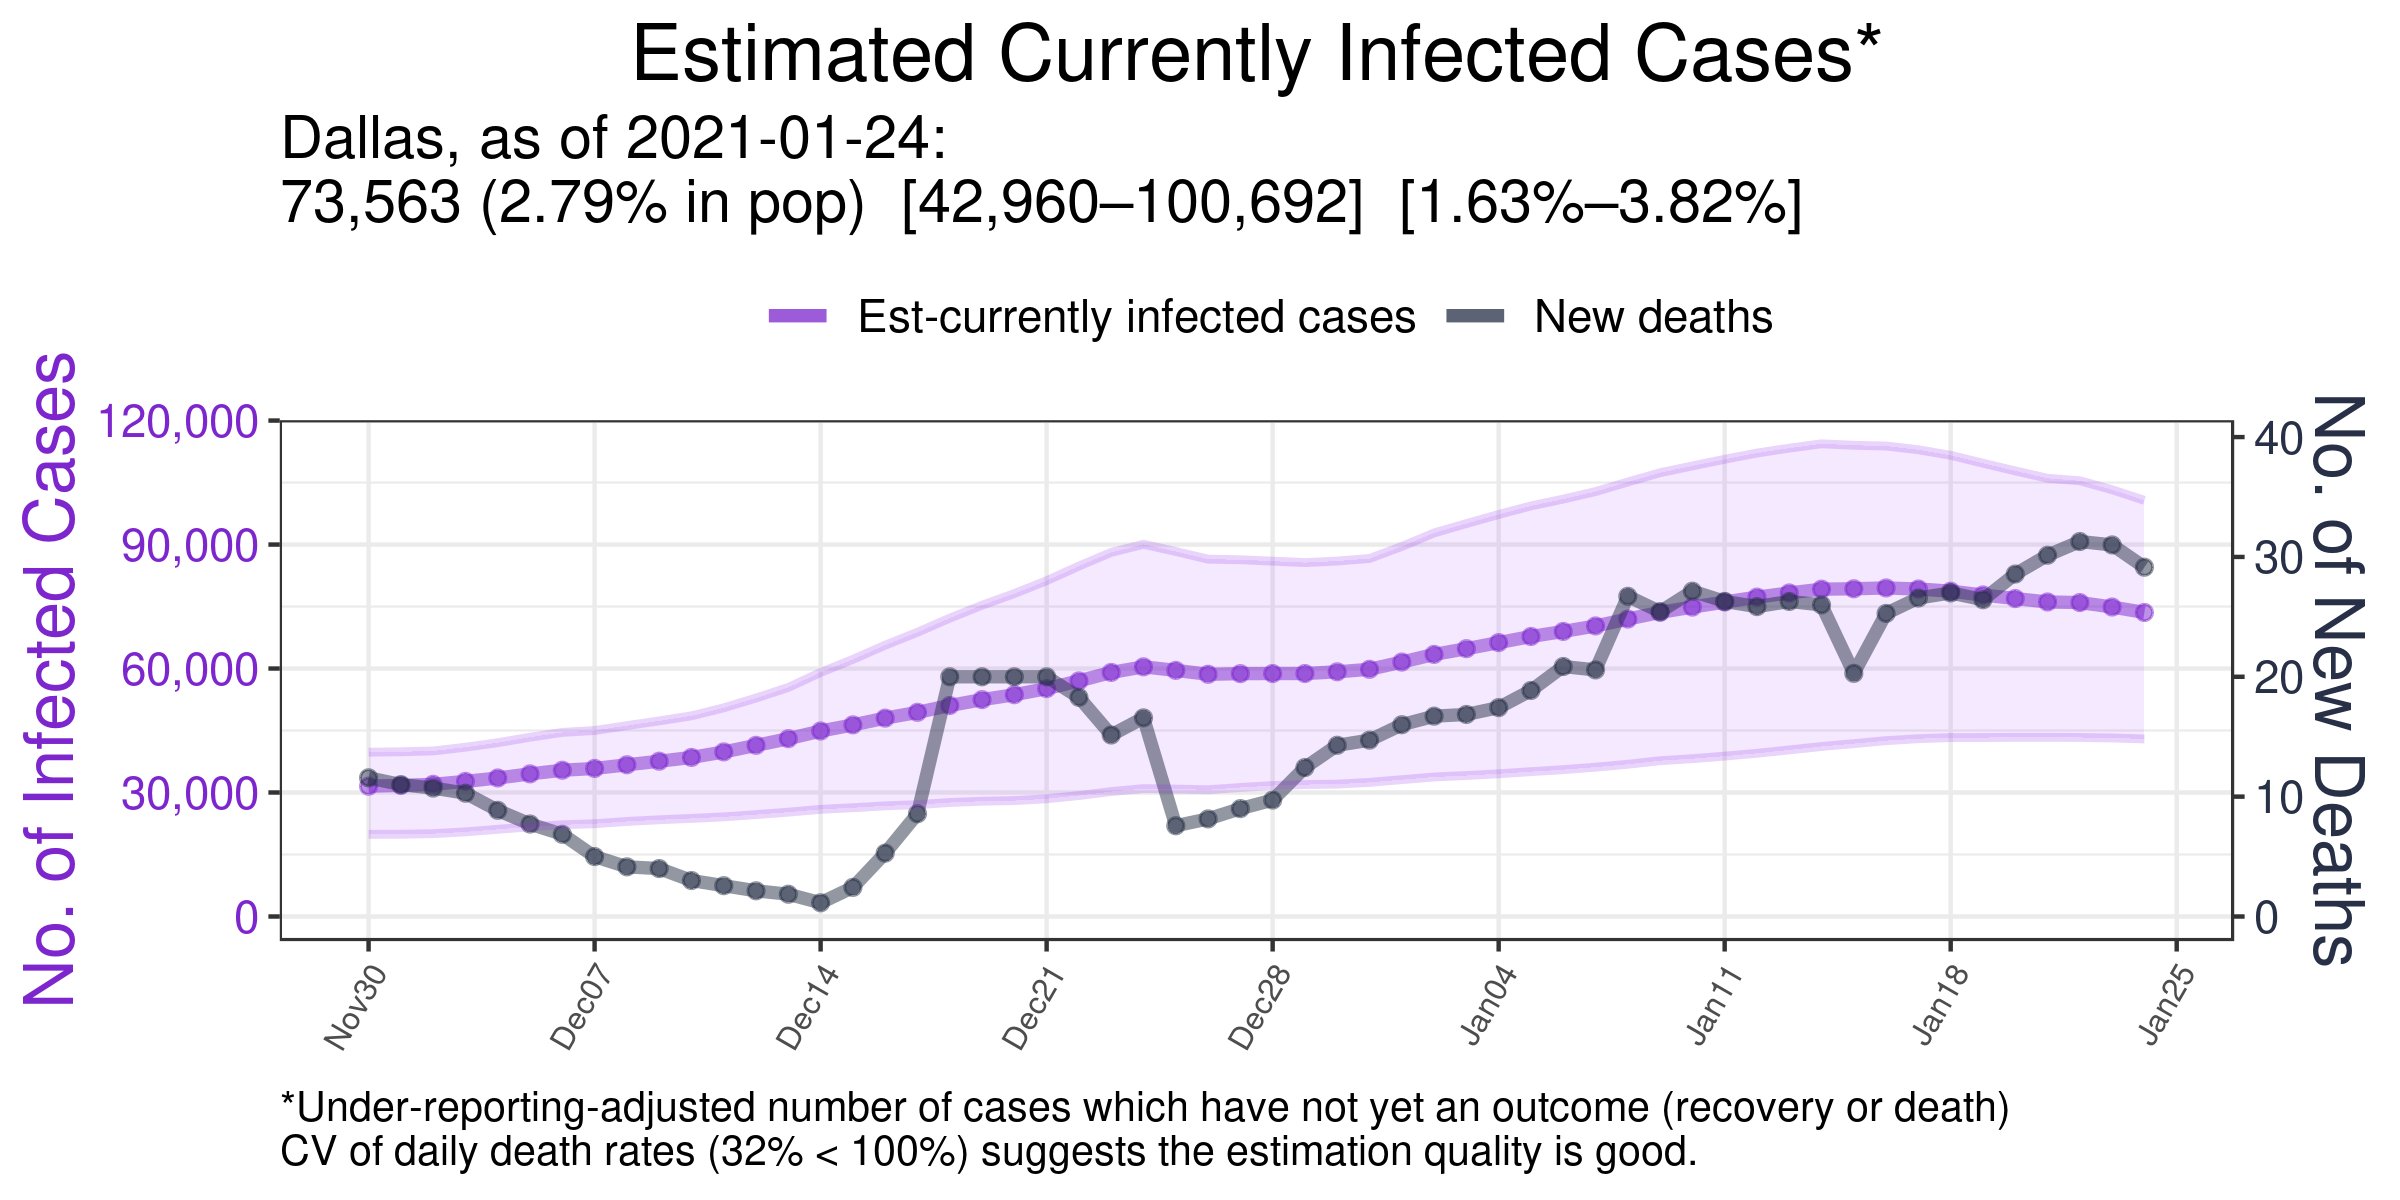 Estimated Currently Infected Cases*
Dallas, as of 2021-01-24:
73,563 (2.79% in pop) [42,960–100,692] [1.63%–3.82%]
Est-currently infected cases
New deaths
No. of Infected Cases
120,000
90,000
60,000
30,000
0
40
30
20
10
0
No. of New Deaths
Nov30
Dec07
Dec14
Dec21
Dec28
Jan04
Jan11
Jan18
Jan25
*Under-reporting-adjusted number of cases which have not yet an outcome (recovery or death)
CV of daily death rates (32% < 100%) suggests the estimation quality is good.